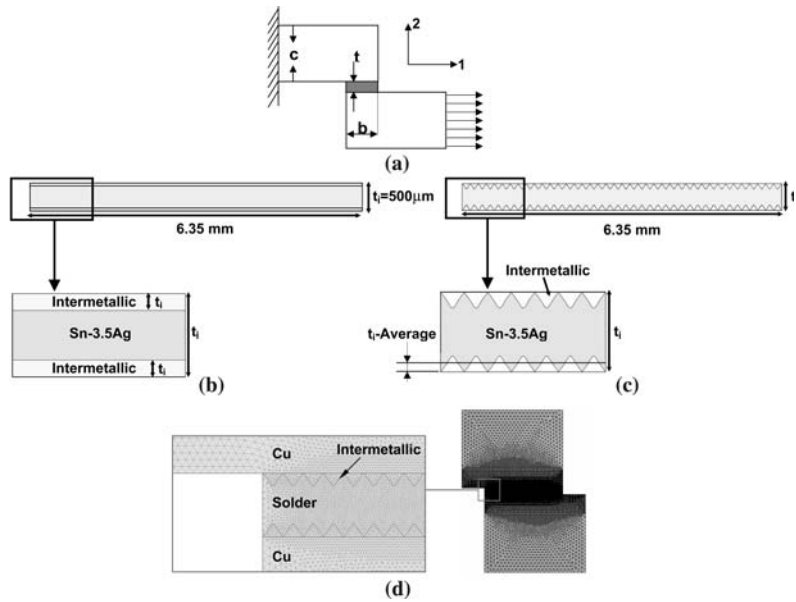 2
1
c
t
b
(a)
tᵢ=500μm
6.35 mm
Intermetallic
tᵢ
Sn-3.5Ag
tᵢ
Intermetallic
tᵢ
(b)
tᵢ
6.35 mm
Intermetallic
Sn-3.5Ag
tᵢ
tᵢ-Average
(c)
Cu
Intermetallic
Solder
Cu
(d)